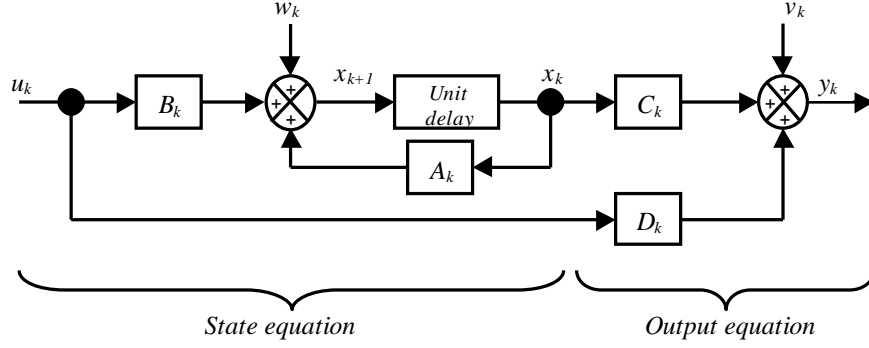 w_k
v_k
u_k
x_{k+1}
x_k
y_k
B_k
+
+
+
Unit
delay
C_k
+
+
+
A_k
D_k
State equation
Output equation